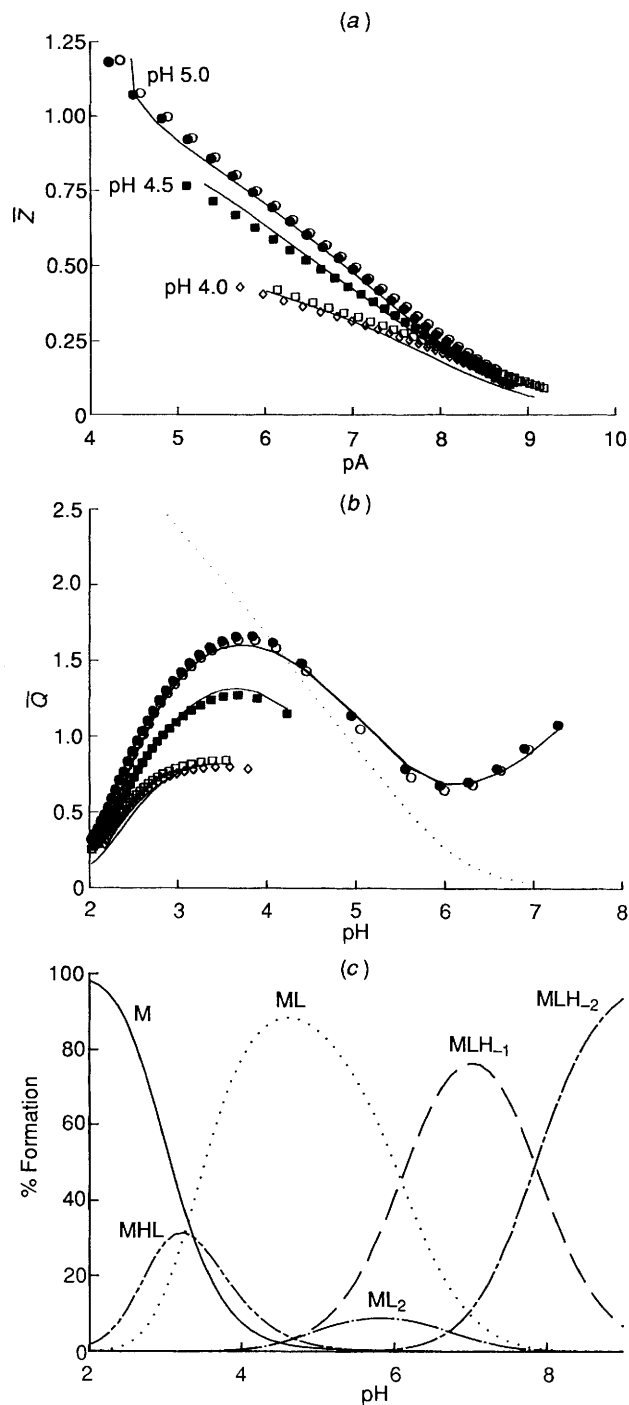 (a)
1.25
1.00
0.75
0.50
0.25
0
Z̅
pH 5.0
pH 4.5
pH 4.0
4 5 6 7 8 9 10
pA
(b)
2.5
2.0
1.5
1.0
0.5
0
Q̅
2 3 4 5 6 7 8
pH
(c)
100
80
60
40
20
0
% Formation
M
ML
MLH₋₂
MLH₋₁
MHL
ML₂
2 4 6 8
pH